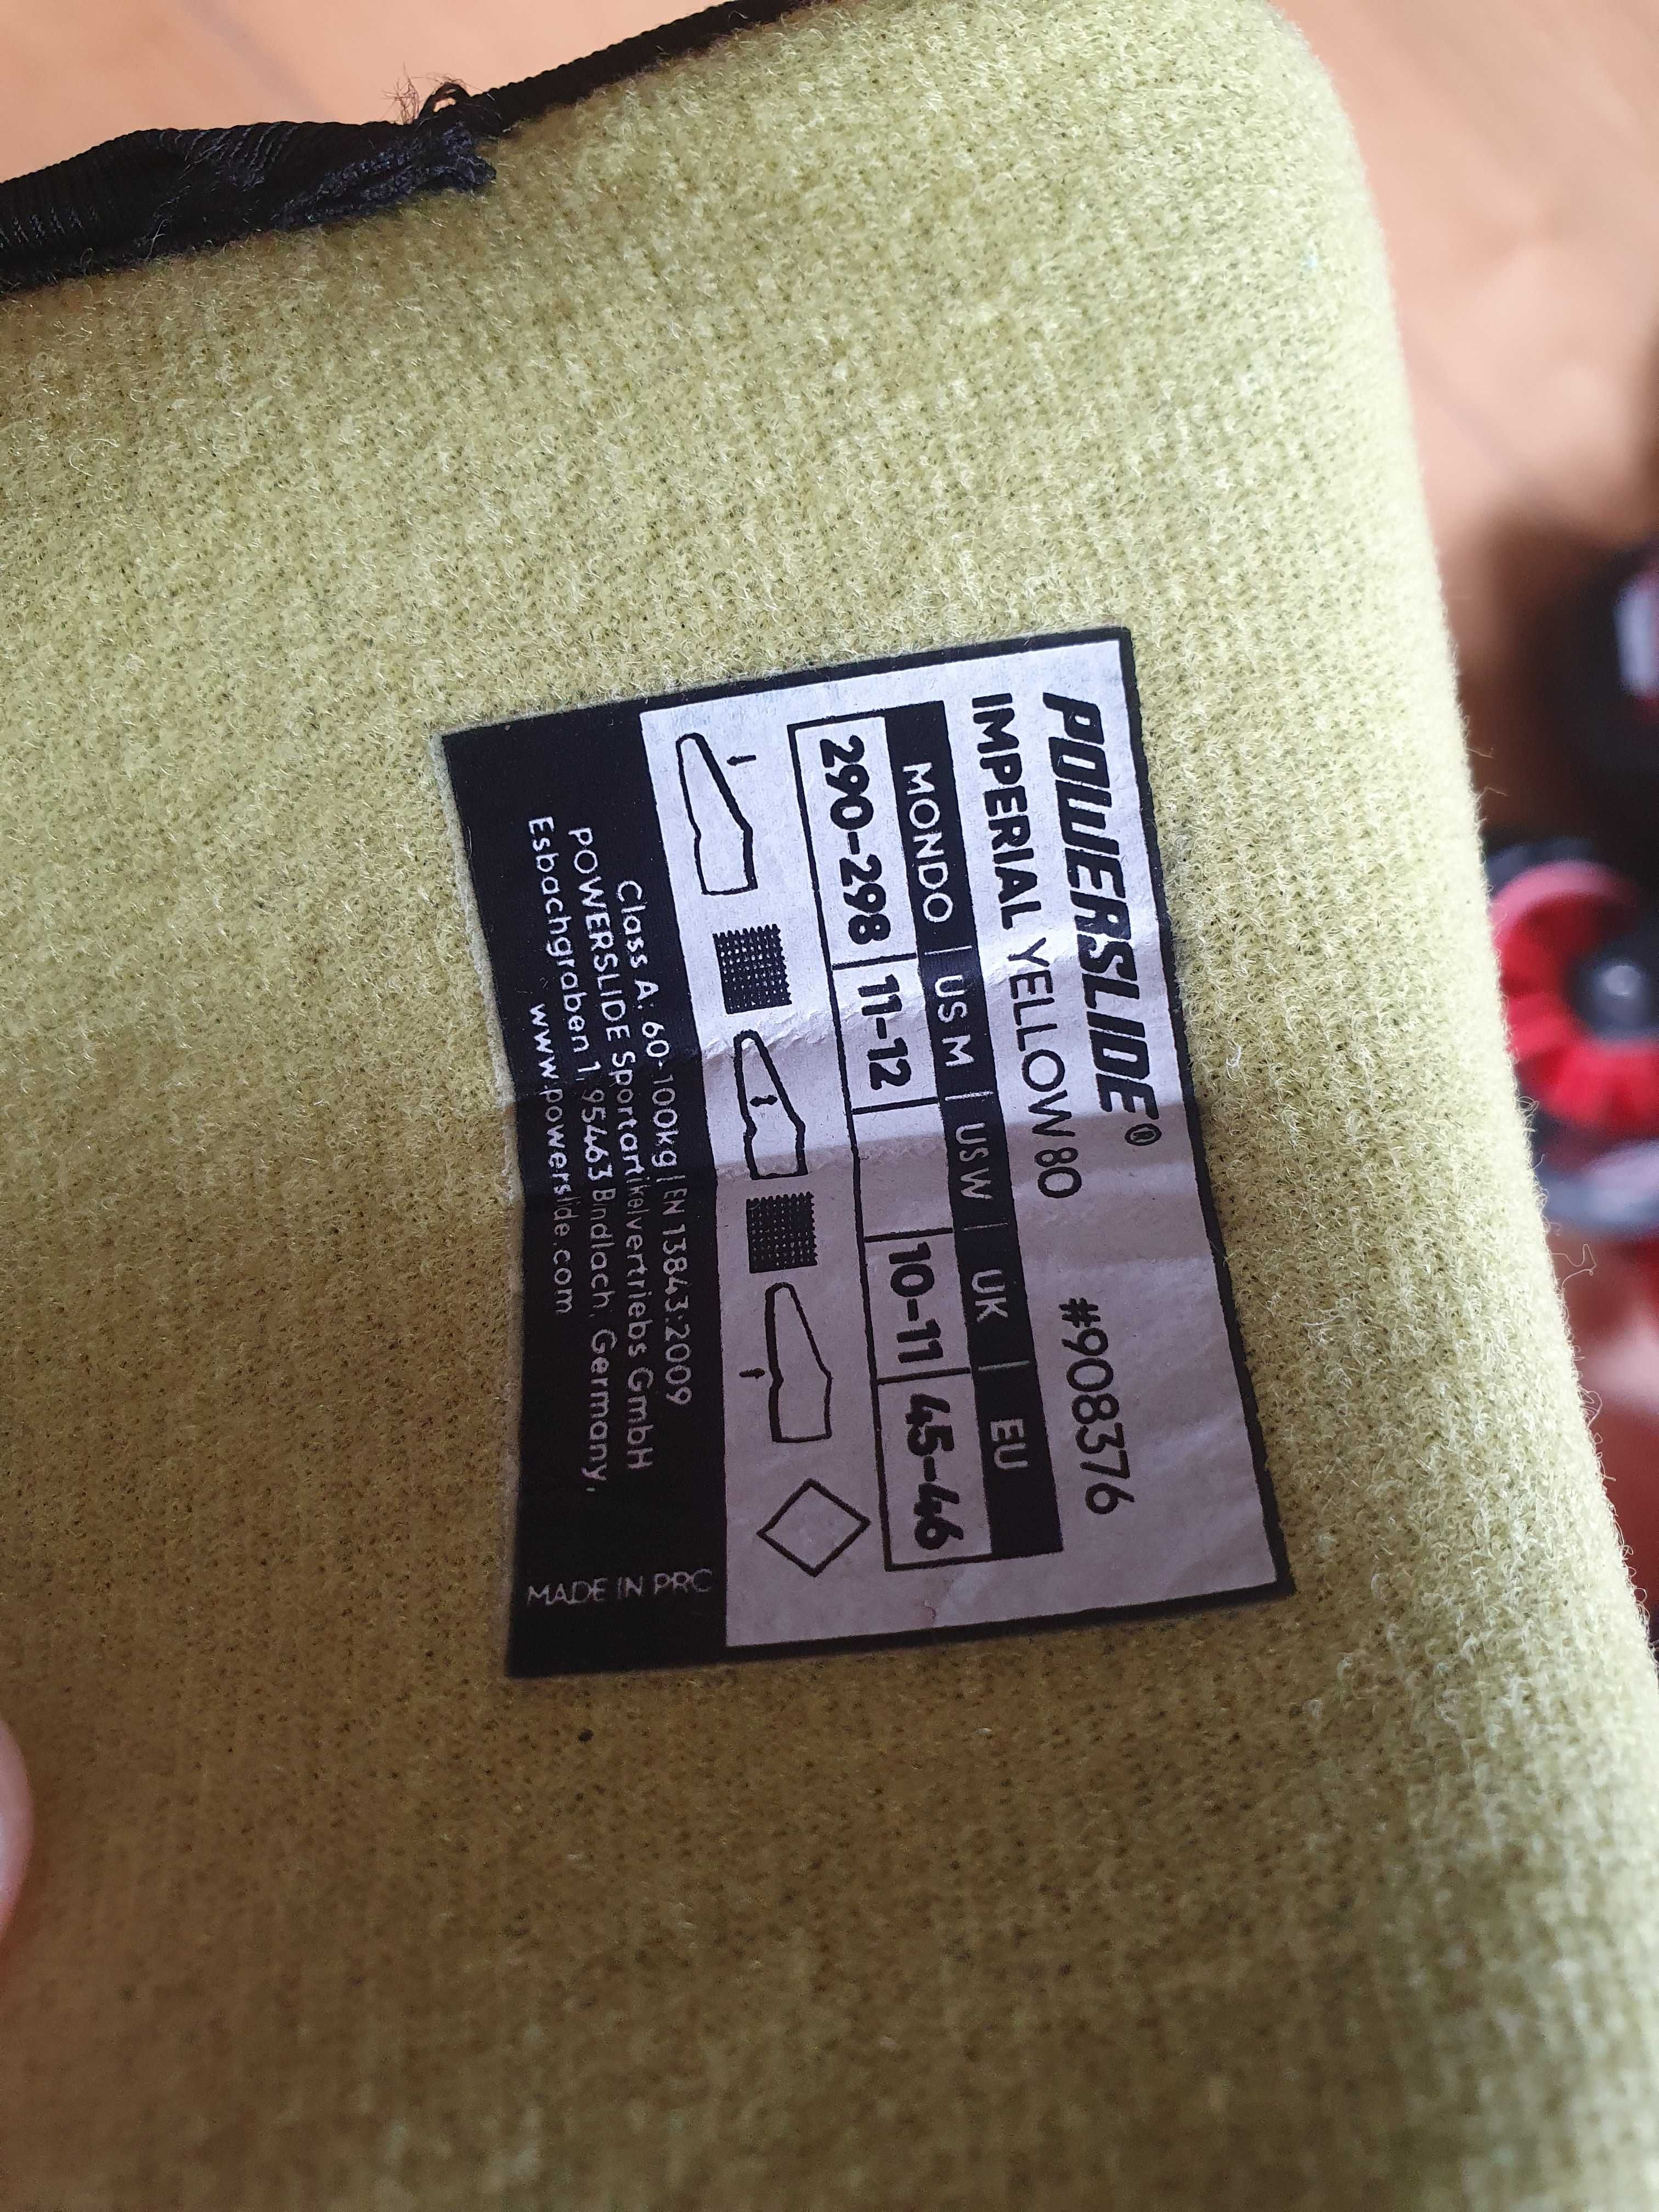 POWERSLIDE®
IMPERIAL YELLOW 80 #908376
MONDO | US M | US W | UK | EU
290-298 11-12 10-11 45-46
Class A: 60-100kg | EN 13843:2009
POWERSLIDE Sportartikelvertriebs GmbH
Esbachgraben 1, 95463 Bindlach, Germany,
www.powerslide.com
MADE IN PRC